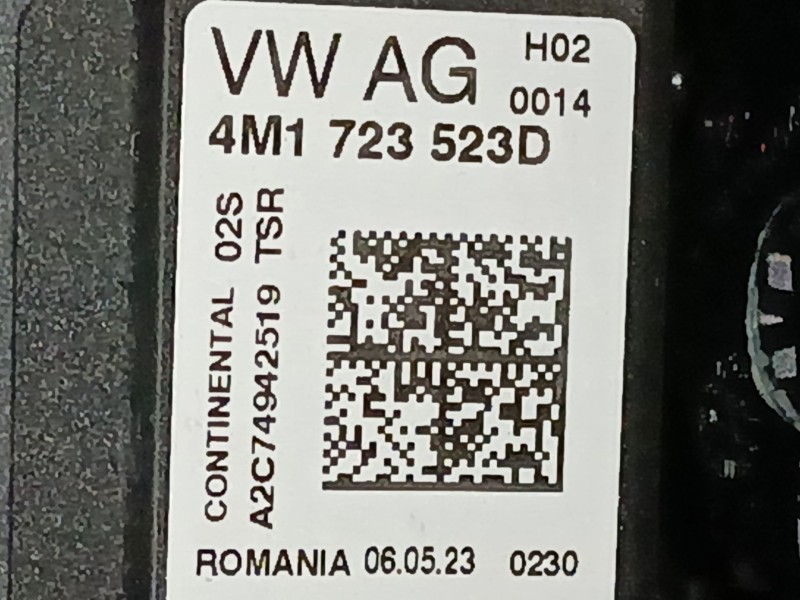 VW AG H02
0014
4M1 723 523D
CONTINENTAL 02S
A2C74942519 TSR
ROMANIA 06.05.23 0230